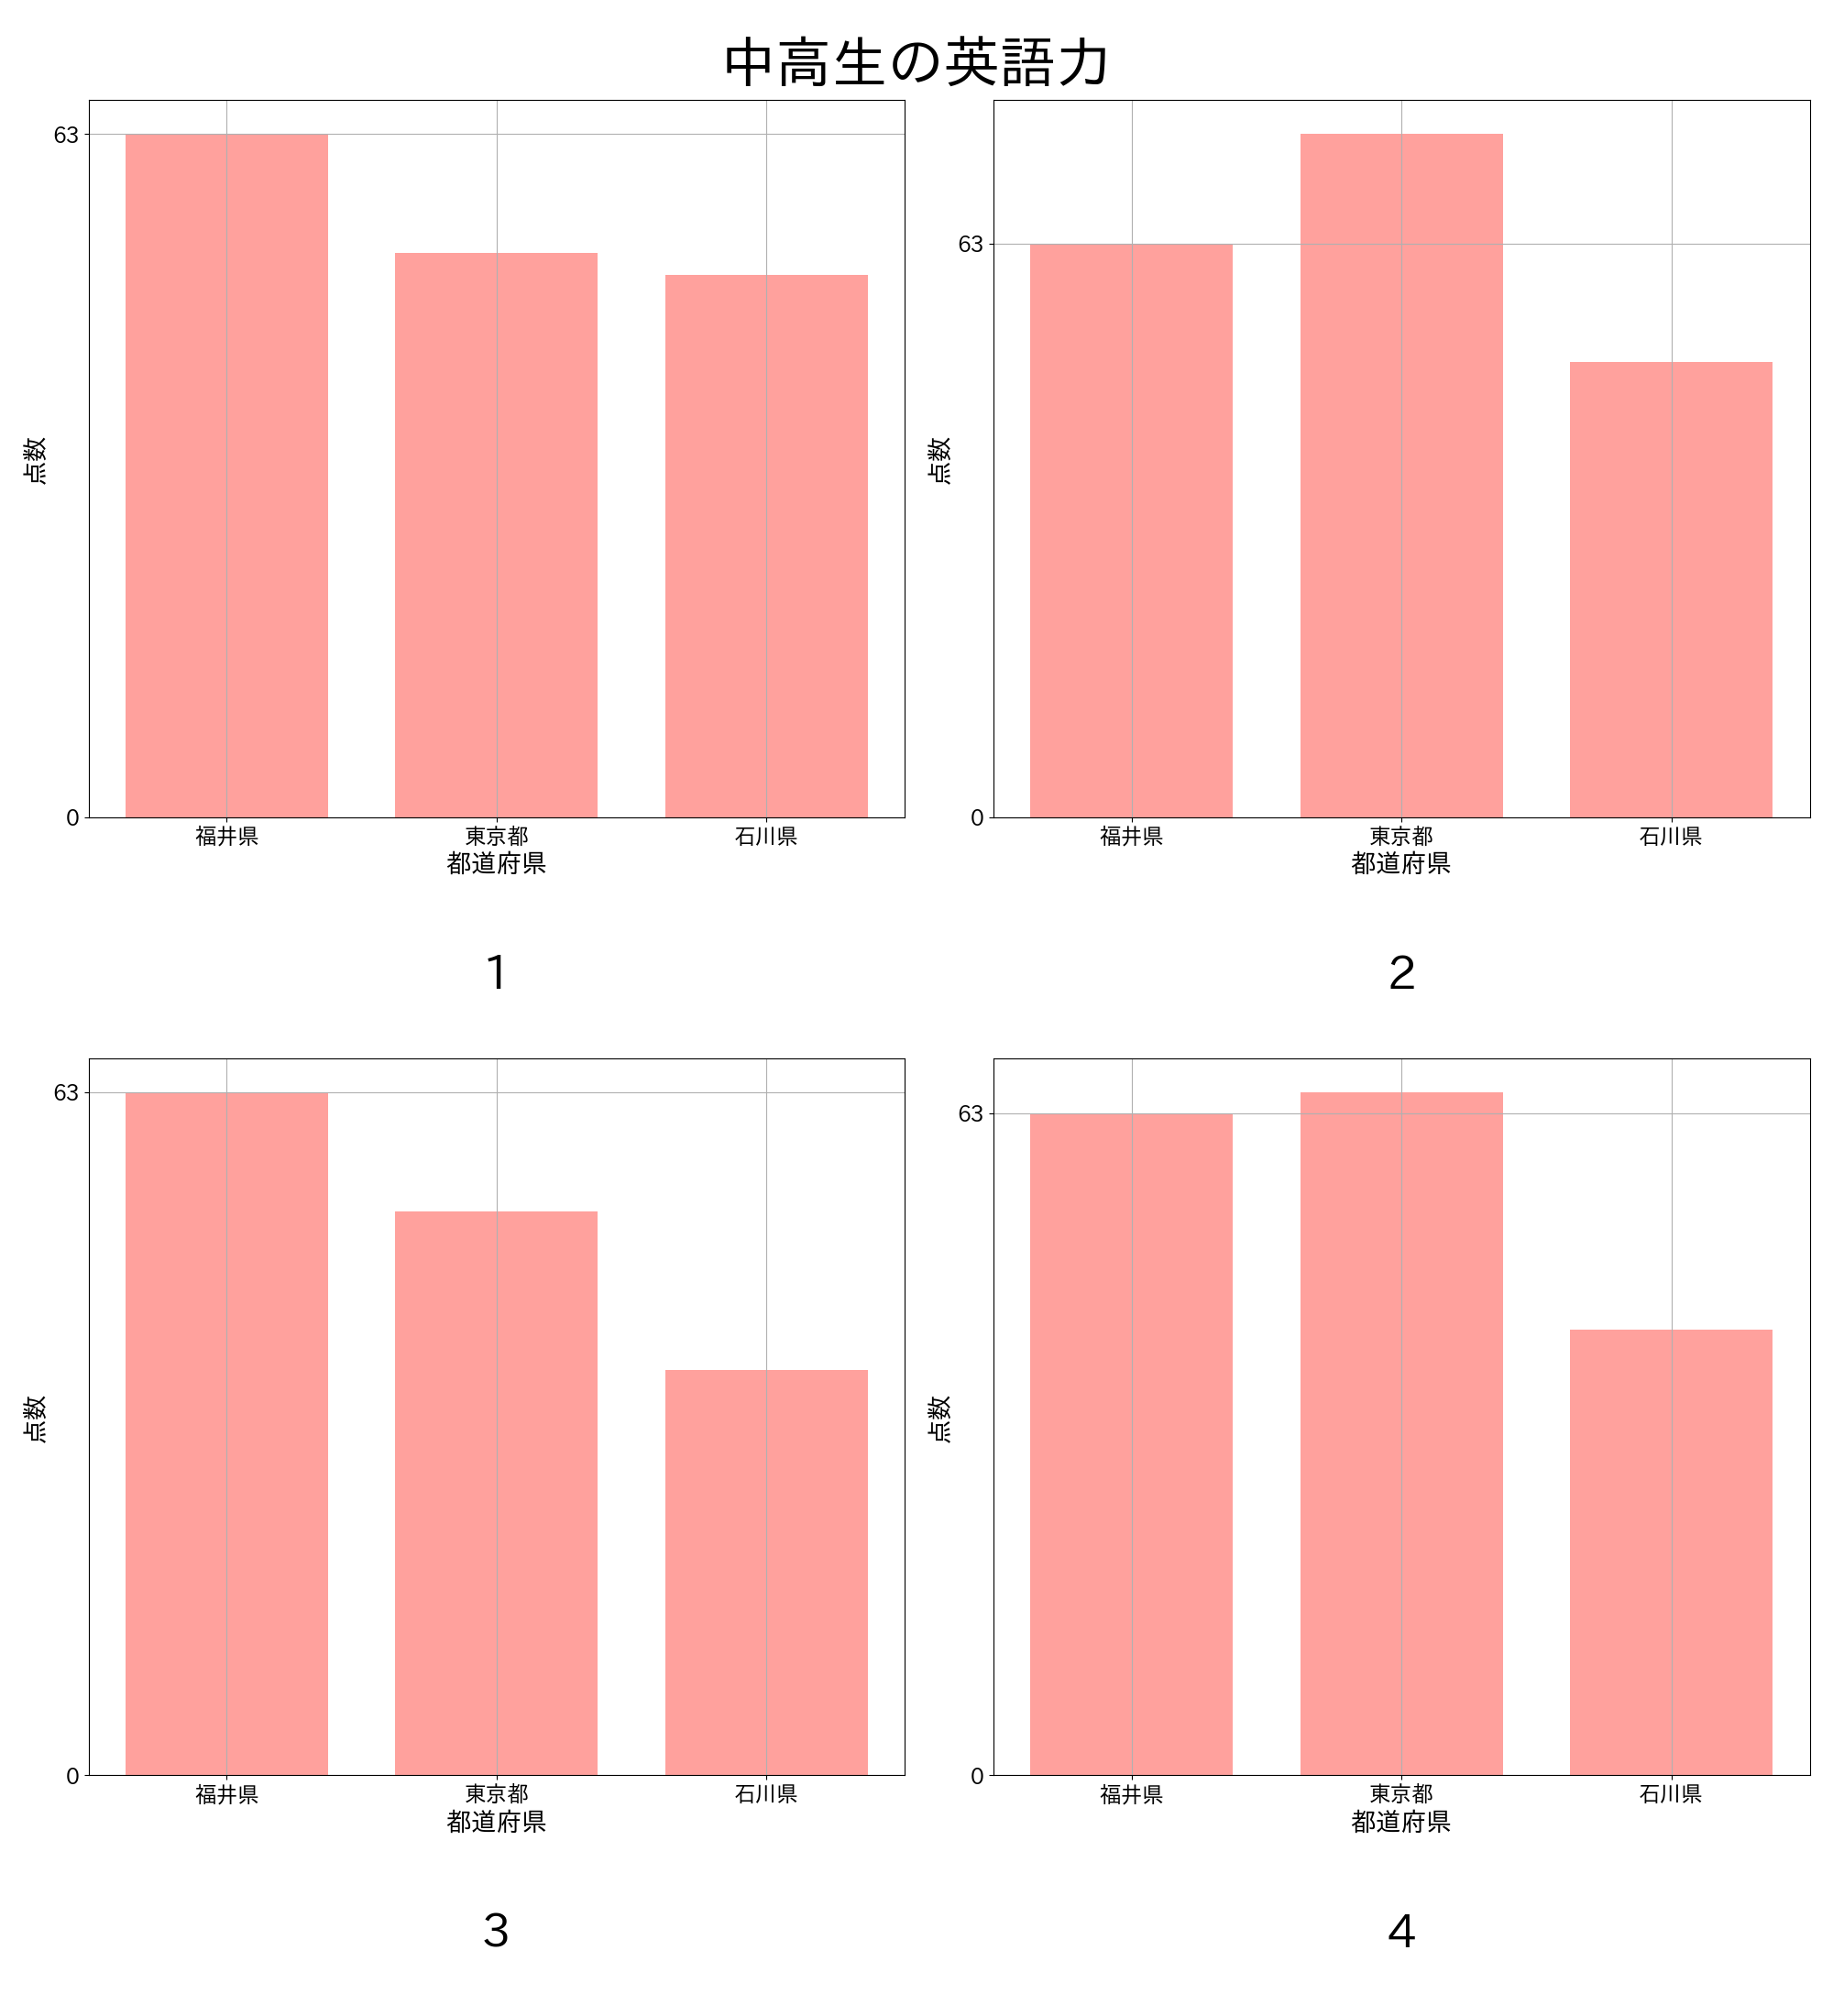 中高生の英語力
63
0
点数
福井県 東京都 石川県
都道府県
1
63
0
点数
福井県 東京都 石川県
都道府県
2
63
0
点数
福井県 東京都 石川県
都道府県
3
63
0
点数
福井県 東京都 石川県
都道府県
4